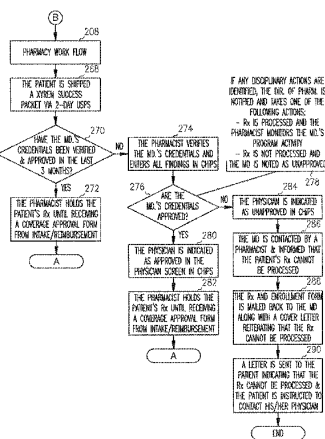 B
208
PHARMACY WORK FLOW
268
THE PATIENT IS SHIPPED
A XYREM SUCCESS
PACKET VIA 2-DAY USPS
270
HAVE THE MD.'S
CREDENTIALS BEEN VERIFIED
& APPROVED IN THE LAST
3 MONTHS?
NO
YES
272
THE PHARMACIST HOLDS THE
PATIENT'S Rx UNTIL RECEIVING
A COVERAGE APPROVAL FORM
FROM INTAKE/REIMBURSEMENT
A
274
THE PHARMACIST VERIFIES
THE MD.'S CREDENTIALS AND
ENTERS ALL FINDINGS IN CHIPS
276
ARE THE
MD.'S CREDENTIALS
APPROVED?
NO
YES
280
THE PHYSICIAN IS INDICATED
AS APPROVED IN THE
PHYSICIAN SCREEN IN CHIPS
282
THE PHARMACIST HOLDS THE
PATIENT'S Rx UNTIL RECEIVING
A COVERAGE APPROVAL FORM
FROM INTAKE/REIMBURSEMENT
A
IF ANY DISCIPLINARY ACTIONS ARE
IDENTIFIED, THE DIR. OF PHARM. IS
NOTIFIED AND TAKES ONE OF THE
FOLLOWING ACTIONS:
- Rx IS PROCESSED AND THE
PHARMACIST MONITORS THE MD.'S
PROGRAM ACTIVITY
- Rx IS NOT PROCESSED AND
THE MD IS NOTED AS UNAPPROVED
278
284
THE PHYSICIAN IS INDICATED
AS UNAPPROVED IN CHIPS
286
THE MD IS CONTACTED BY A
PHARMACIST & INFORMED THAT
THE PATIENT'S Rx CANNOT
BE PROCESSED
288
THE Rx AND ENROLLMENT FORM
IS MAILED BACK TO THE MD
ALONG WITH A COVER LETTER
REITERATING THAT THE Rx
CANNOT BE PROCESSED
290
A LETTER IS SENT TO THE
PATIENT INDICATING THAT THE
Rx CANNOT BE PROCESSED &
THE PATIENT IS INSTRUCTED TO
CONTACT HIS/HER PHYSICIAN
END